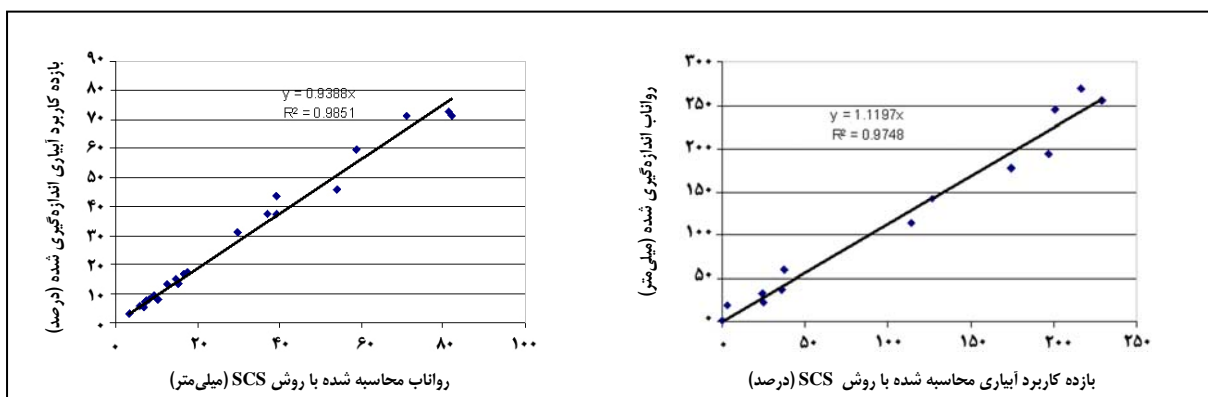 بازده کاربرد آبیاری اندازه‌گیری شده (درصد)
۹۰
۸۰
۷۰
۶۰
۵۰
۴۰
۳۰
۲۰
۱۰
۰
y = 0.9388x
R² = 0.9851
۰ ۲۰ ۴۰ ۶۰ ۸۰ ۱۰۰
رواناب محاسبه شده با روش SCS (میلی‌متر)
رواناب اندازه‌گیری شده (میلی‌متر)
۳۰۰
۲۵۰
۲۰۰
۱۵۰
۱۰۰
۵۰
۰
y = 1.1197x
R² = 0.9748
۰ ۵۰ ۱۰۰ ۱۵۰ ۲۰۰ ۲۵۰
بازده کاربرد آبیاری محاسبه شده با روش SCS (درصد)